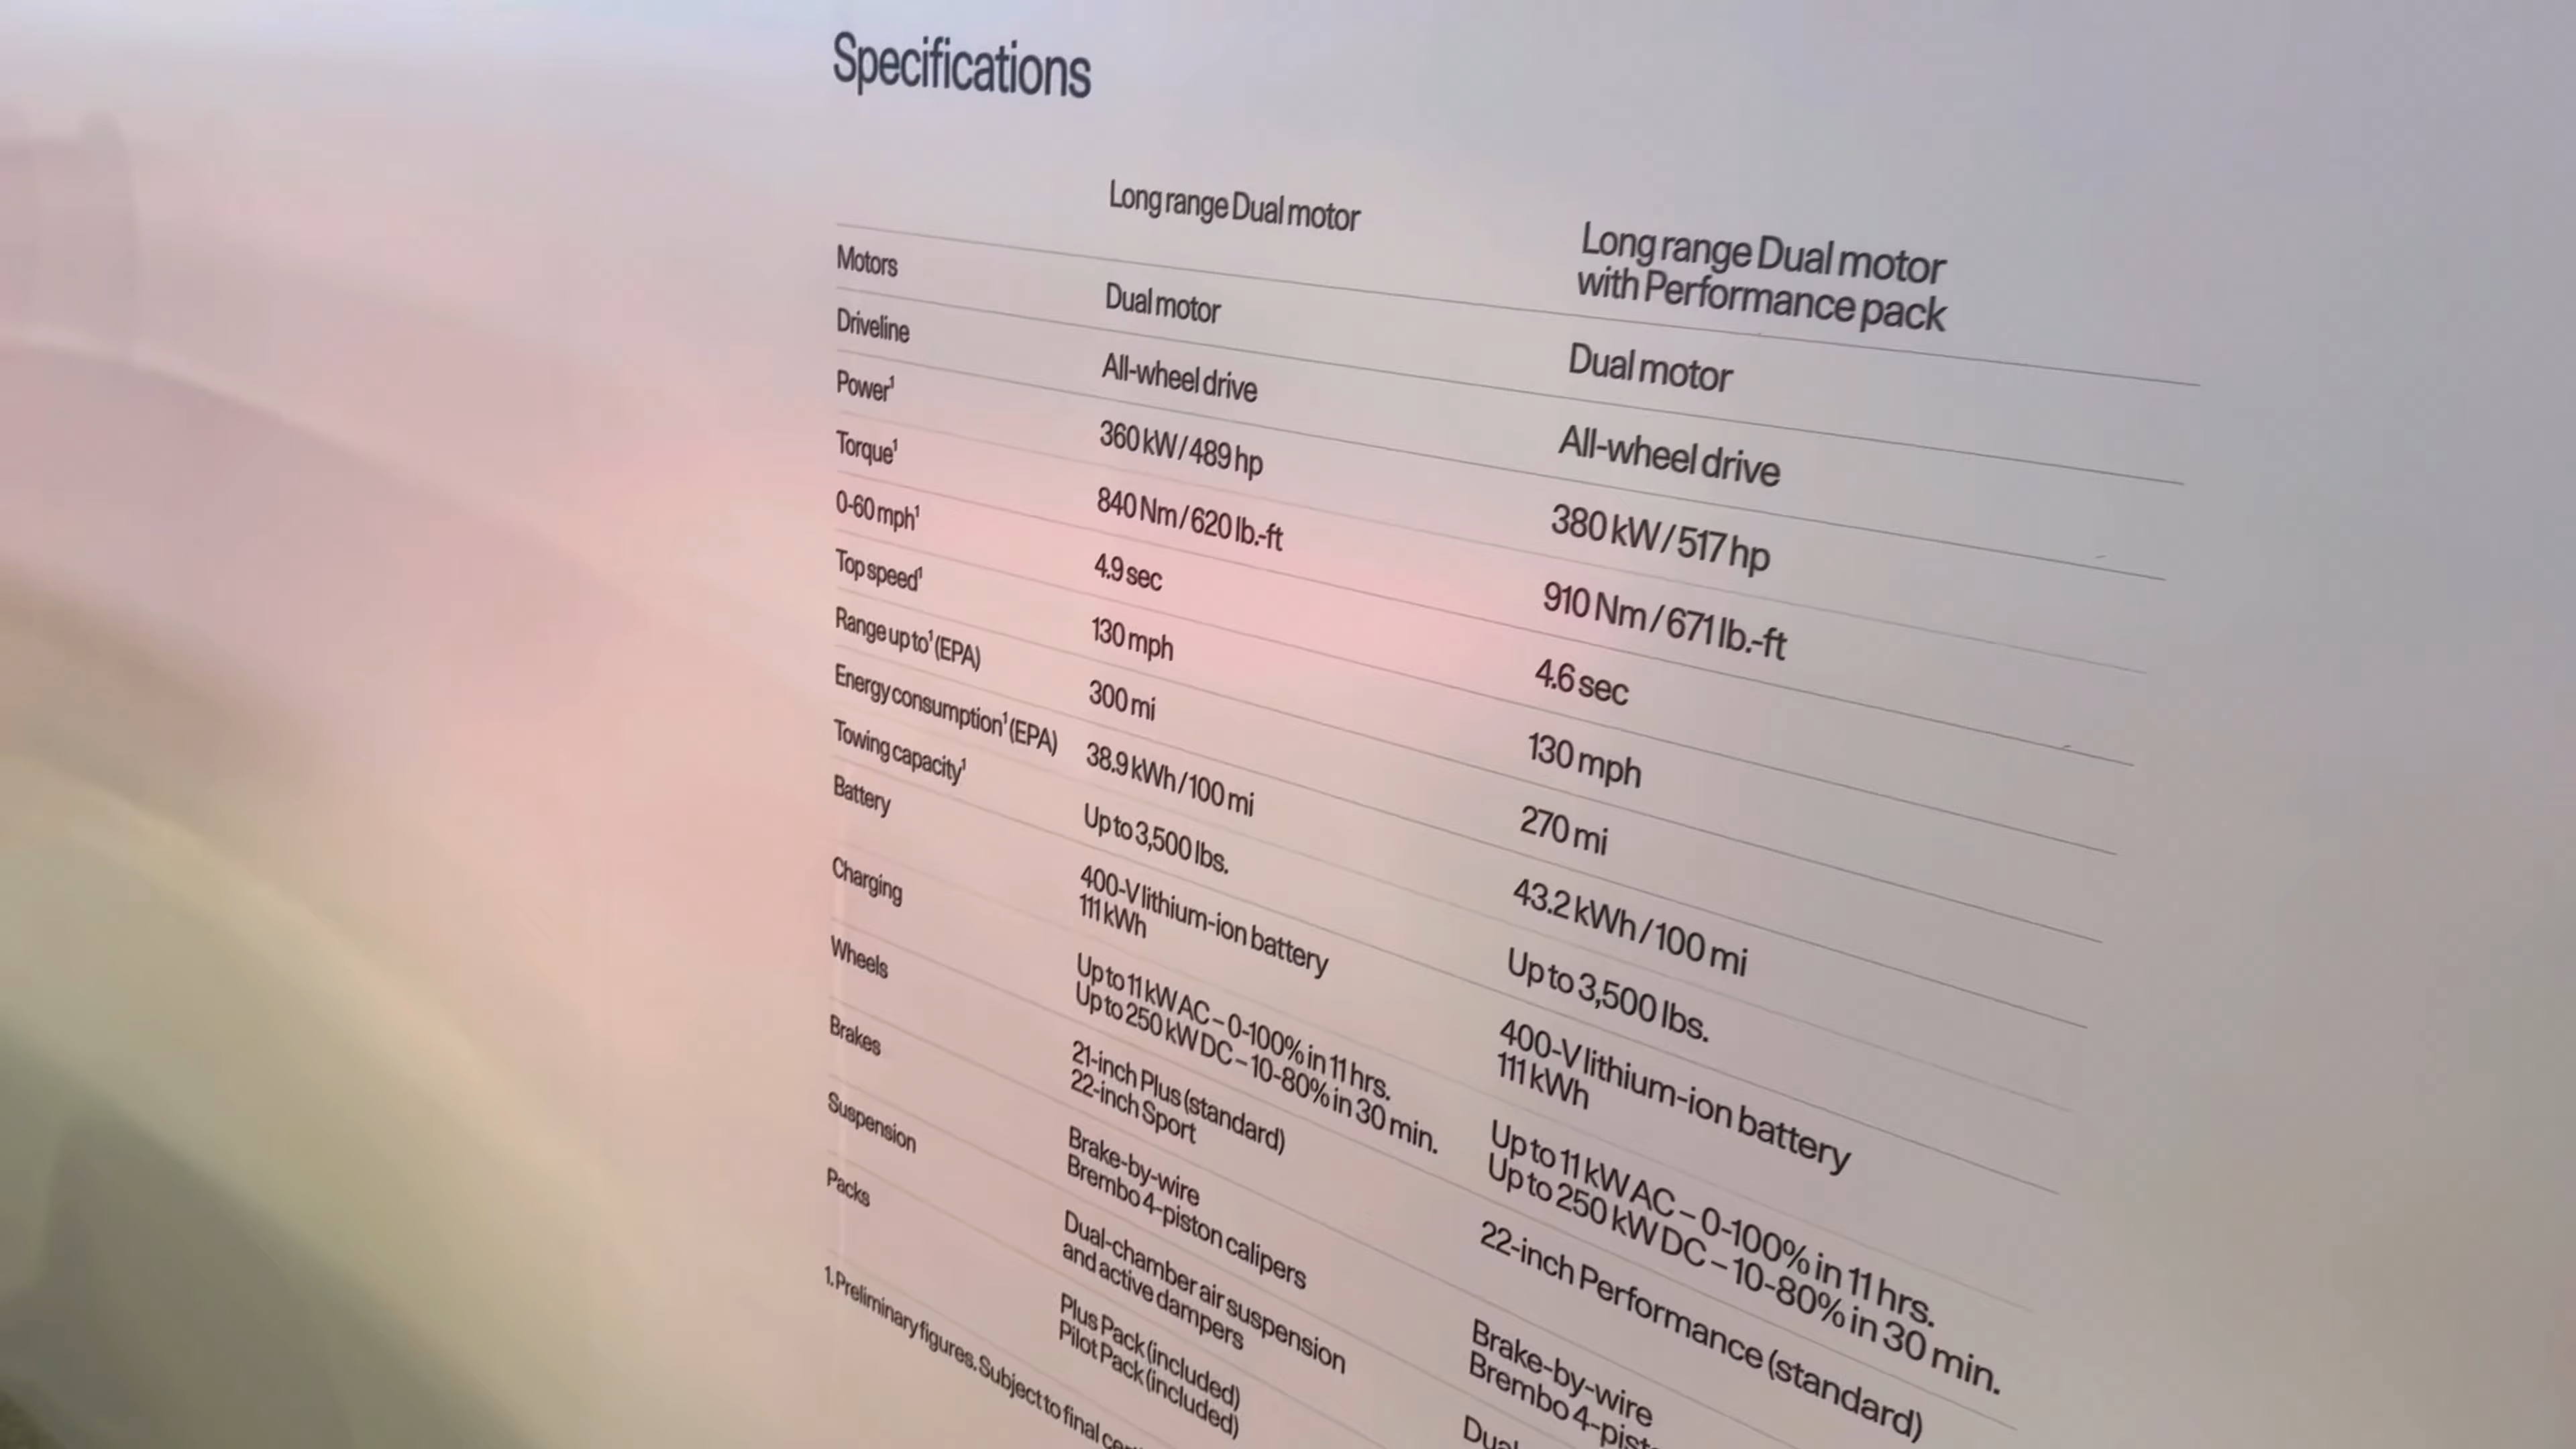 Specifications
Long range Dual motor
Long range Dual motor
with Performance pack
Motors
Dual motor
Dual motor
Driveline
All-wheel drive
All-wheel drive
Power¹
360 kW / 489 hp
380 kW / 517 hp
Torque¹
840 Nm / 620 lb.-ft
910 Nm / 671 lb.-ft
0-60 mph¹
4.9 sec
4.6 sec
Top speed¹
130 mph
130 mph
Range up to¹ (EPA)
300 mi
270 mi
Energy consumption¹ (EPA)
38.9 kWh / 100 mi
43.2 kWh / 100 mi
Towing capacity¹
Up to 3,500 lbs.
Up to 3,500 lbs.
Battery
400-V lithium-ion battery
111 kWh
400-V lithium-ion battery
111 kWh
Charging
Up to 11 kW AC – 0-100% in 11 hrs.
Up to 250 kW DC – 10-80% in 30 min.
Up to 11 kW AC – 0-100% in 11 hrs.
Up to 250 kW DC – 10-80% in 30 min.
Wheels
21-inch Plus (standard)
22-inch Sport
22-inch Performance (standard)
Brakes
Brake-by-wire
Brembo 4-piston calipers
Brake-by-wire
Brembo 4-pist
Suspension
Dual-chamber air suspension
and active dampers
Dual-
Packs
Plus Pack (included)
Pilot Pack (included)
1. Preliminary figures. Subject to final